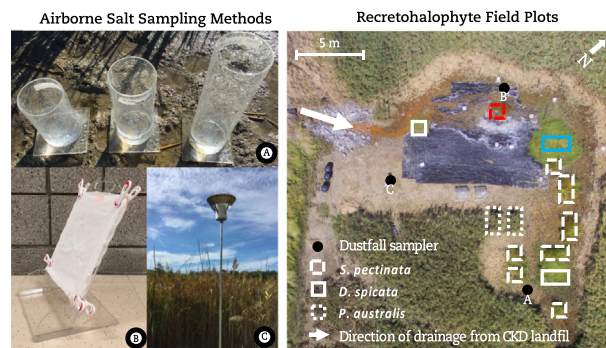 Airborne Salt Sampling Methods
A
B
C
Recretohalophyte Field Plots
5 m
N
B
C
A
Dustfall sampler
S. pectinata
D. spicata
P. australis
Direction of drainage from CKD landfil